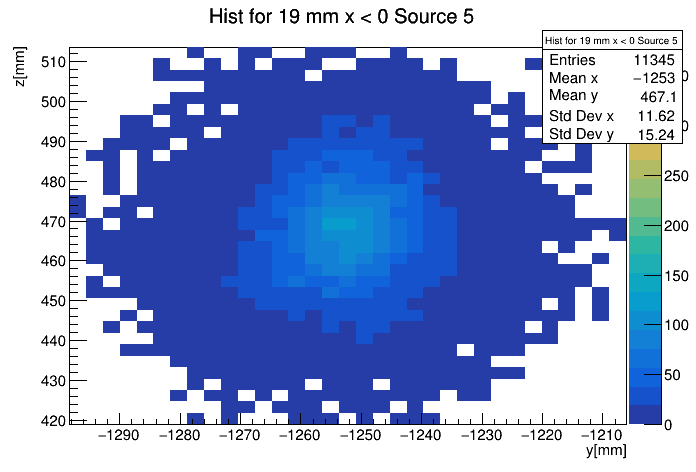 Hist for 19 mm x < 0 Source 5
Hist for 19 mm x < 0 Source 5
Entries 11345
Mean x −1253
Mean y 467.1
Std Dev x 11.62
Std Dev y 15.24
z[mm]
510
500
490
480
470
460
450
440
430
420
250
200
150
100
50
0
−1290 −1280 −1270 −1260 −1250 −1240 −1230 −1220 −1210
y[mm]